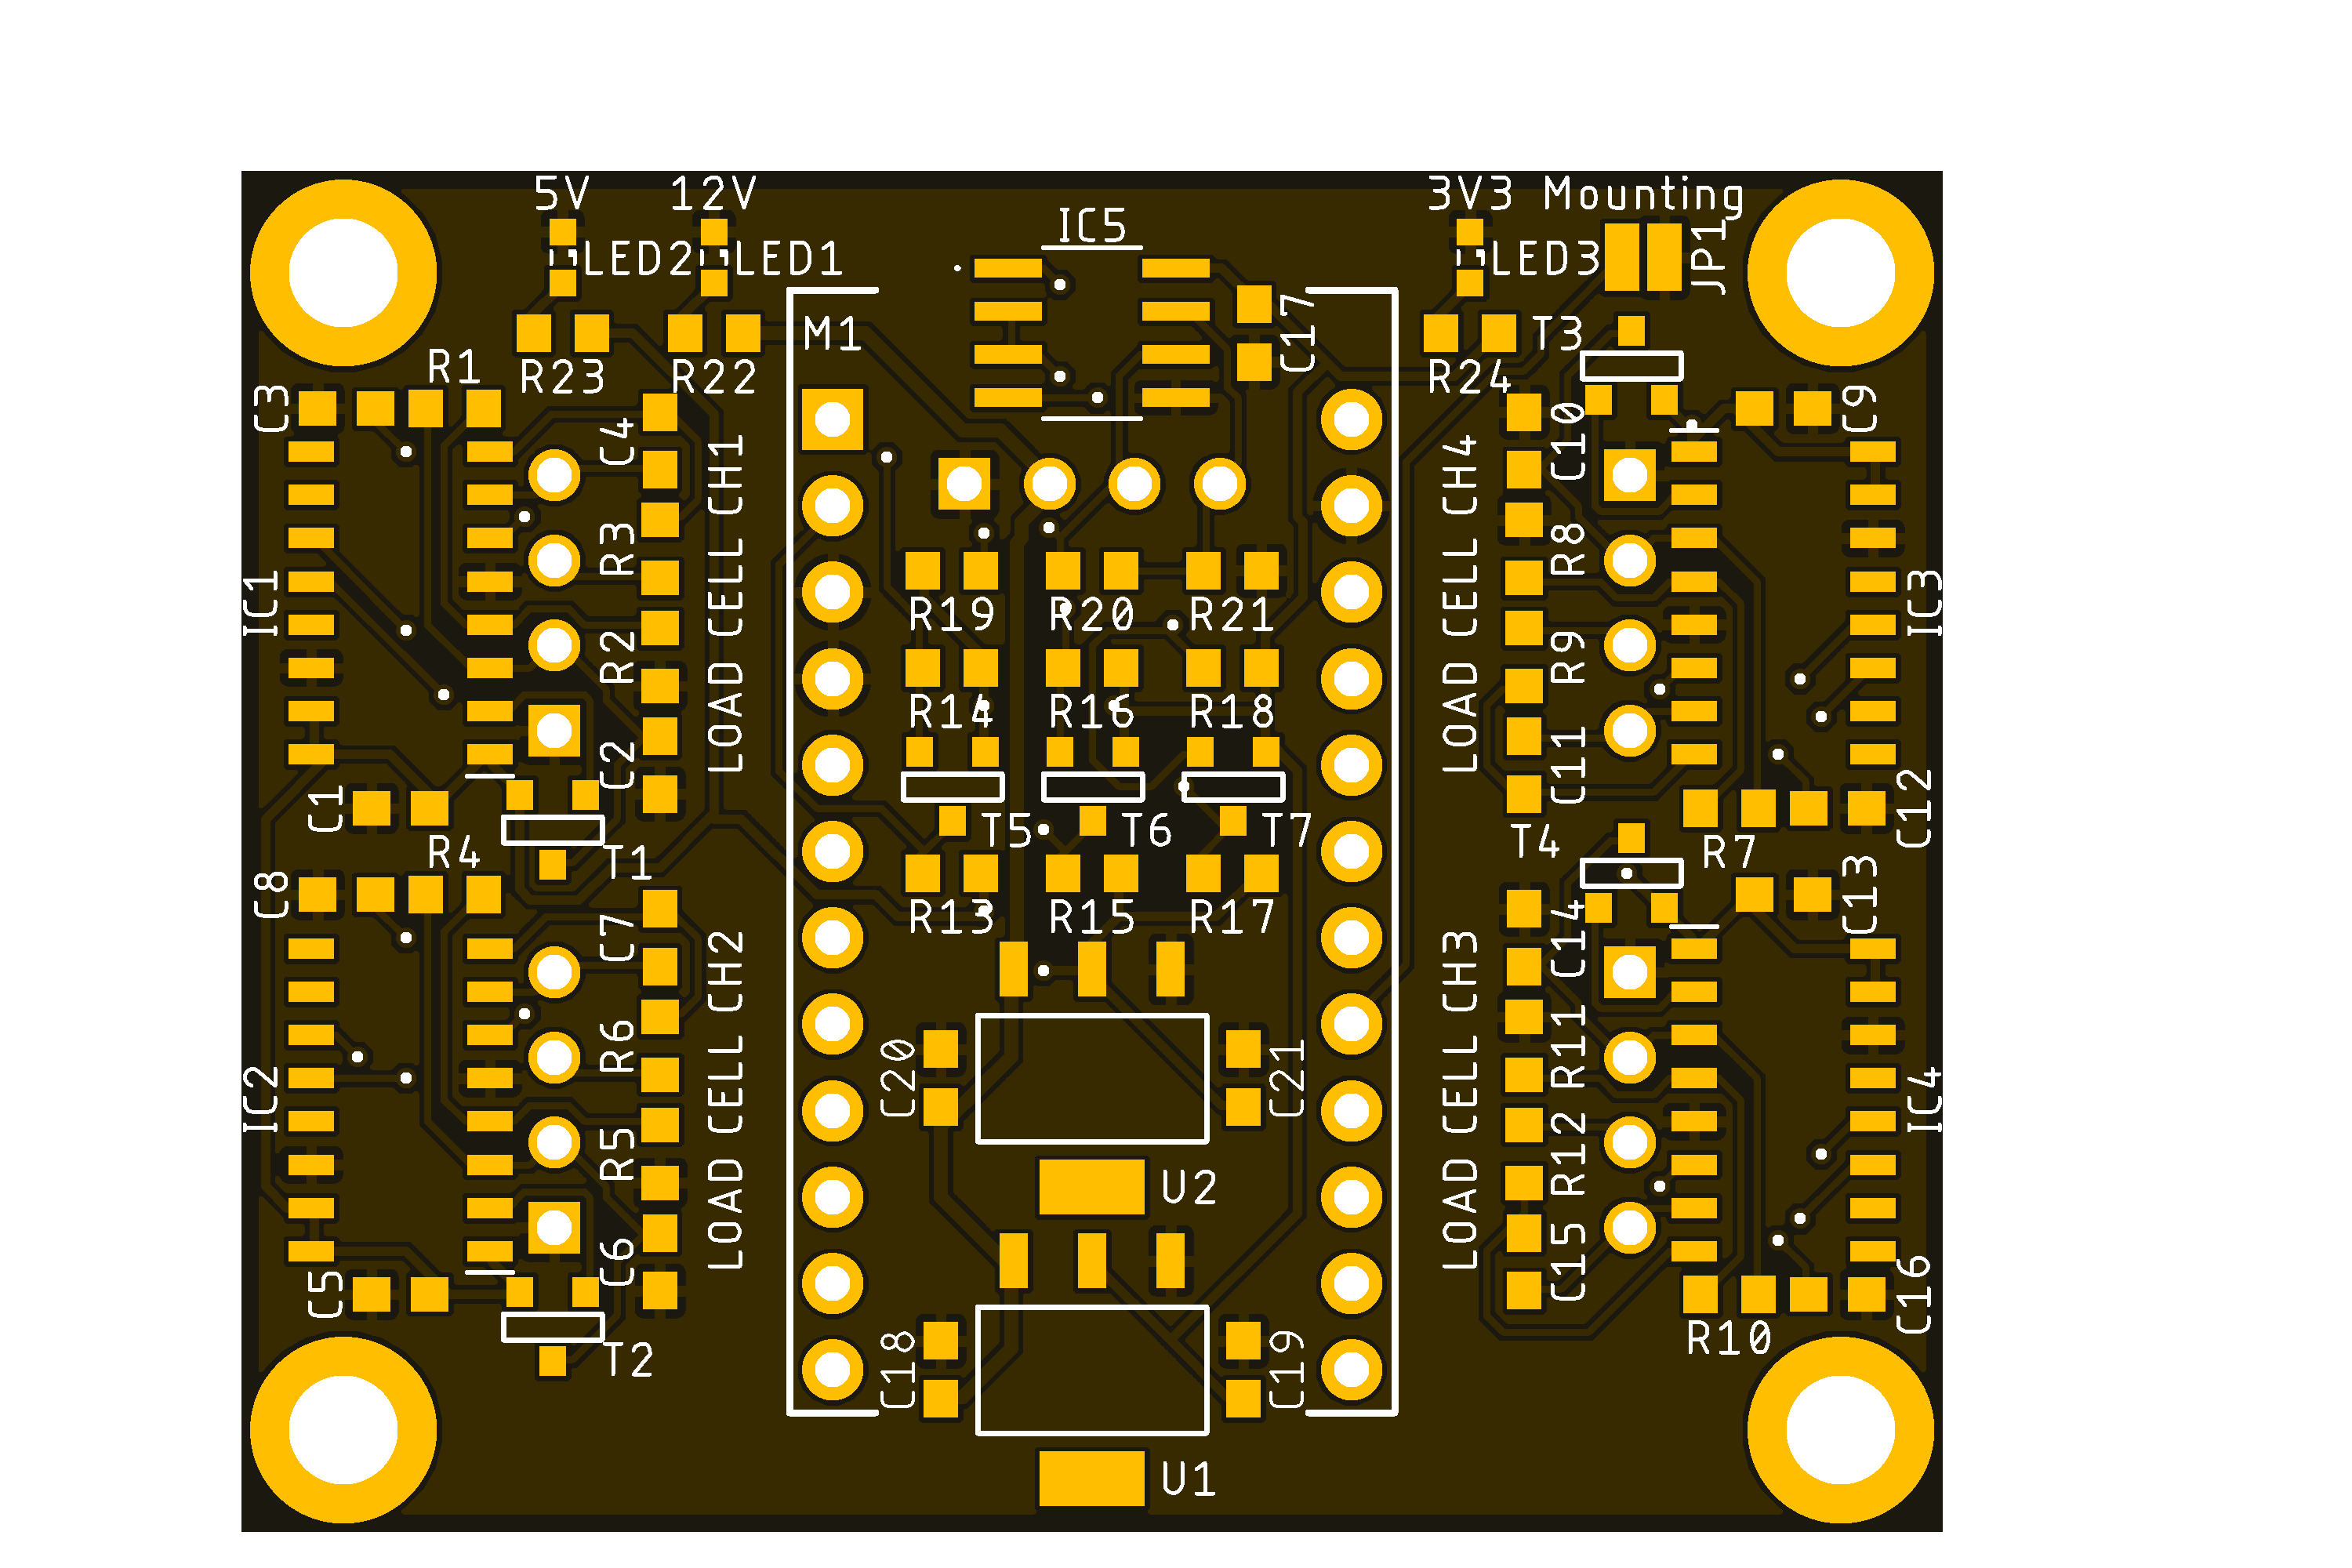 5V 12V 3V3 Mounting
IC5
LED2 LED1 LED3 JP1
M1 C17 T3
R1 R23 R22 R24
C3 C4 C10 C9
LOAD CELL CH1 LOAD CELL CH4
R3 R8
IC1 R19 R20 R21 IC3
R2 R9
R14 R16 R18
C2 C11
C1 C12
T5 T6 T7
R4 T1 T4 R7
C8 C13
R13 R15 R17
C7 C14
LOAD CELL CH2 LOAD CELL CH3
R6 R11
IC2 C20 C21 IC4
R5 R12
U2
C6 C15
C5 C16
T2 R10
C18 C19
U1